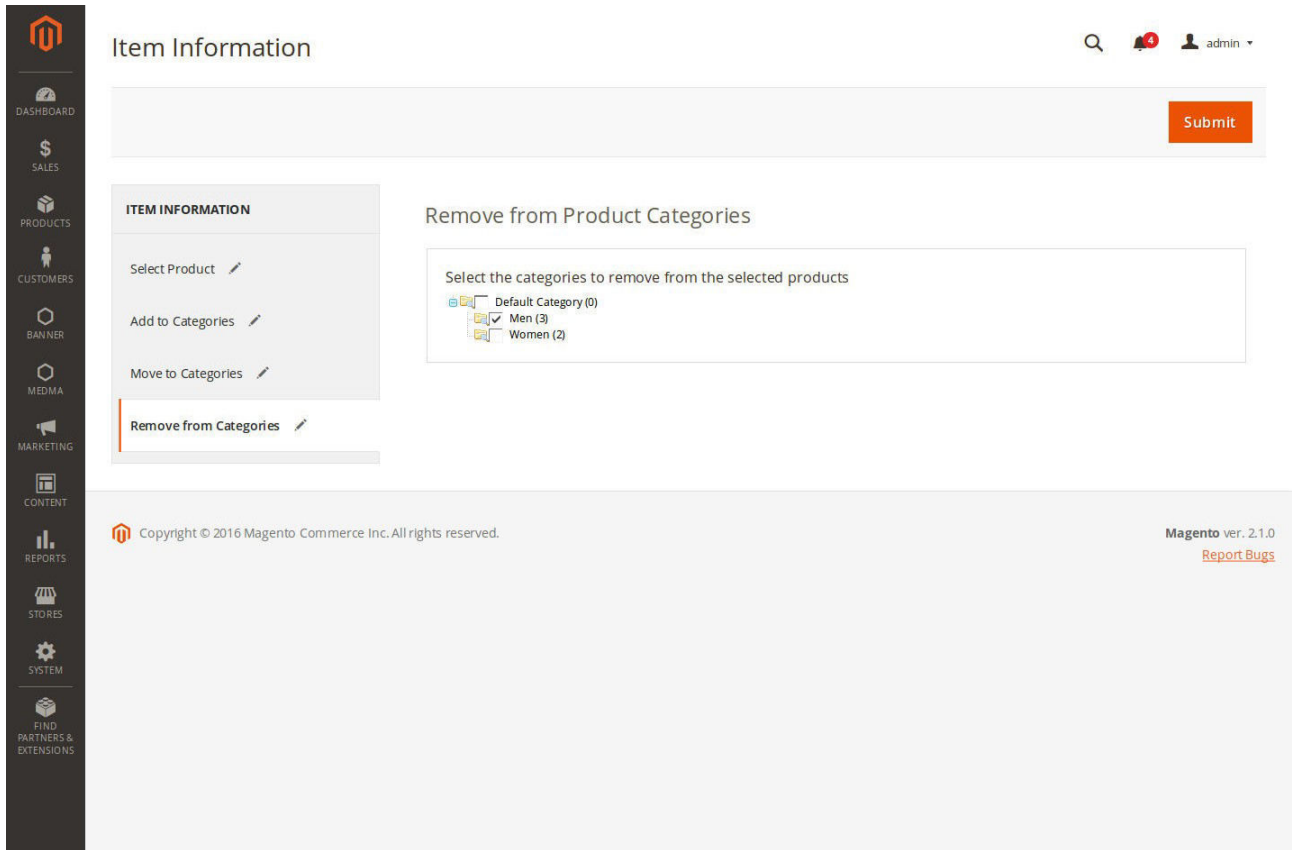 Item Information
4
admin
DASHBOARD
SALES
PRODUCTS
CUSTOMERS
BANNER
MEDMA
MARKETING
CONTENT
REPORTS
STORES
SYSTEM
FIND
PARTNERS &
EXTENSIONS
Submit
ITEM INFORMATION
Select Product
Add to Categories
Move to Categories
Remove from Categories
Remove from Product Categories
Select the categories to remove from the selected products
Default Category (0)
Men (3)
Women (2)
Copyright © 2016 Magento Commerce Inc. All rights reserved.
Magento ver. 2.1.0
Report Bugs